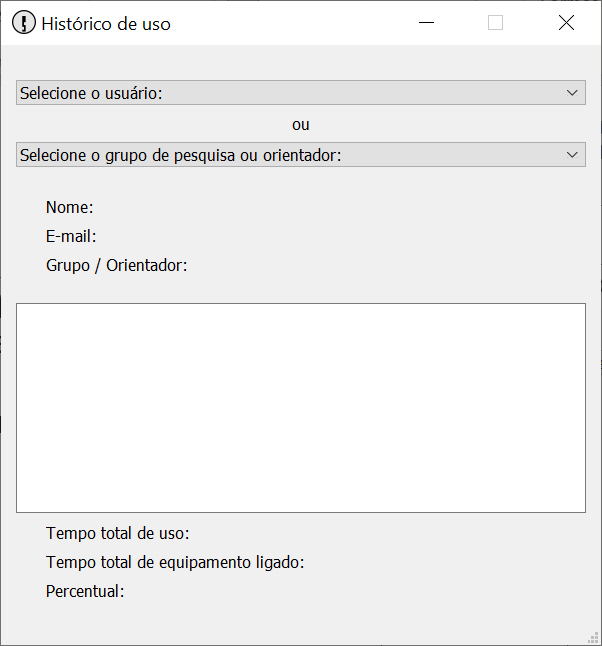 Histórico de uso
Selecione o usuário:
ou
Selecione o grupo de pesquisa ou orientador:
Nome:
E-mail:
Grupo / Orientador:
Tempo total de uso:
Tempo total de equipamento ligado:
Percentual: